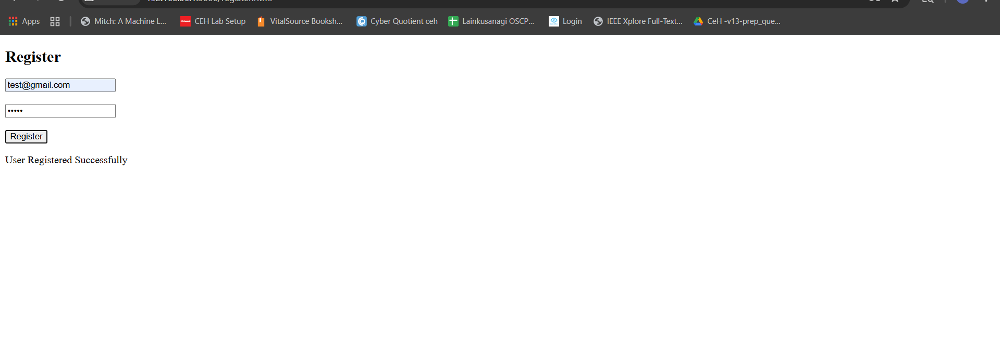 Apps Mitch: A Machine L... CEH Lab Setup VitalSource Booksh... Cyber Quotient ceh Lainkusanagi OSCP... Login IEEE Xplore Full-Text... CeH -v13-prep_que...
Register
test@gmail.com
•••••
Register
User Registered Successfully